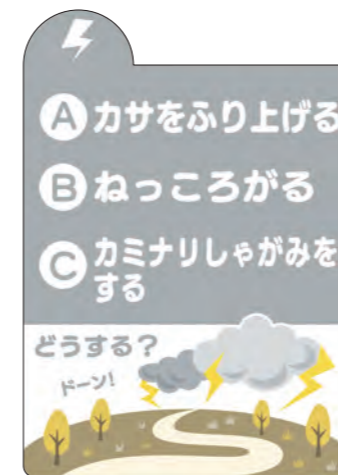 Ⓐカサをふり上げる
Ⓑねっころがる
Ⓒカミナリしゃがみを
する
どうする？
ドーン！